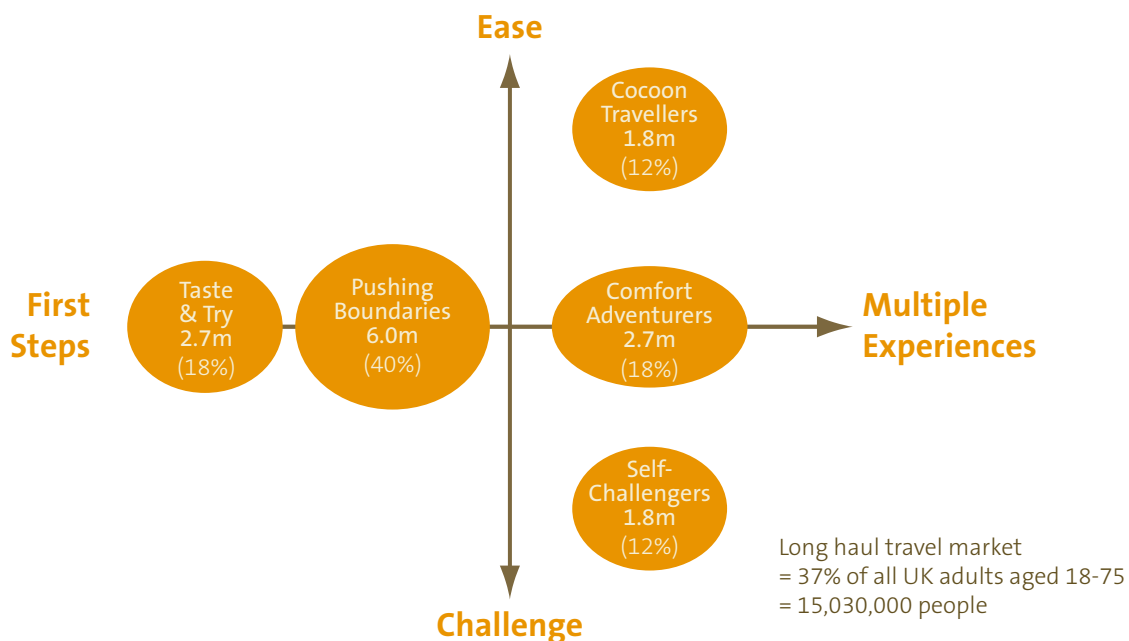 Ease
Cocoon
Travellers
1.8m
(12%)
First
Steps
Taste
& Try
2.7m
(18%)
Pushing
Boundaries
6.0m
(40%)
Comfort
Adventurers
2.7m
(18%)
Multiple
Experiences
Self-
Challengers
1.8m
(12%)
Long haul travel market
= 37% of all UK adults aged 18-75
= 15,030,000 people
Challenge